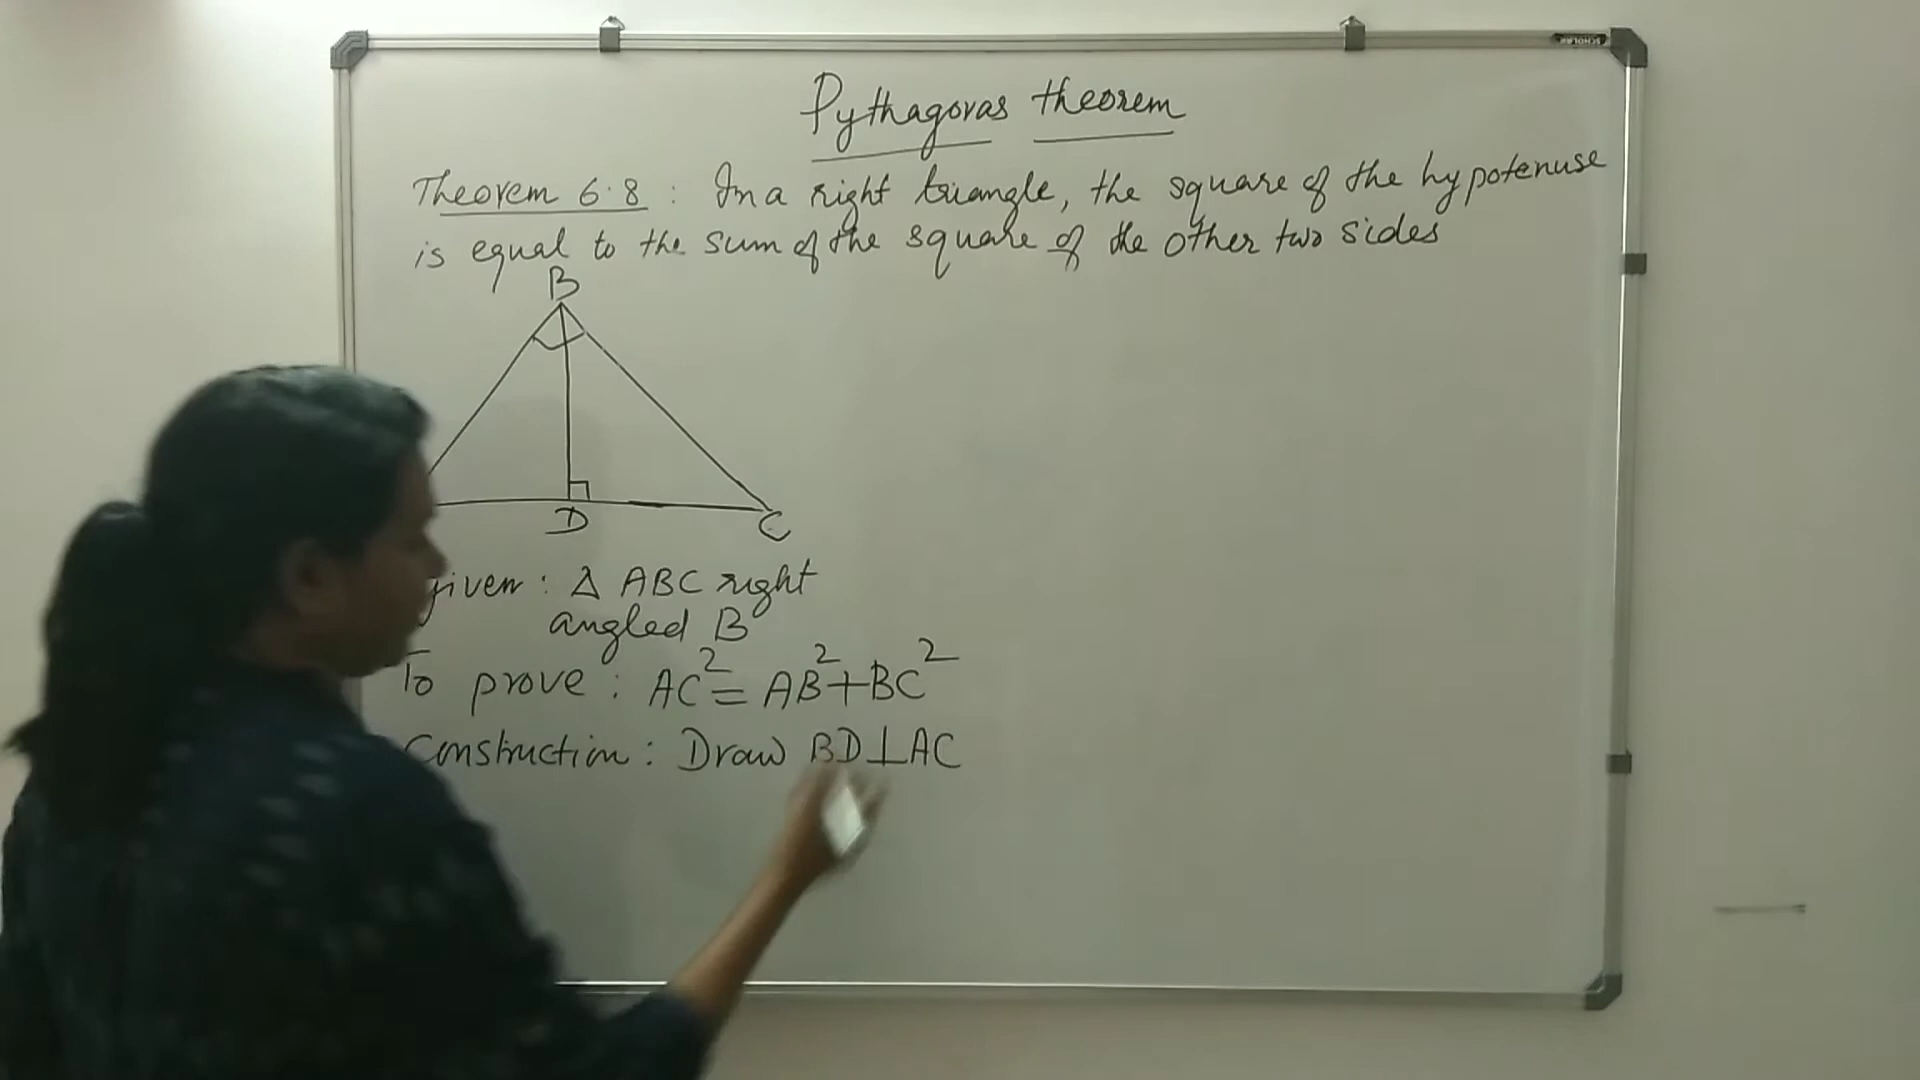 Pythagoras theorem
Theorem 6.8 : In a right triangle, the square of the hypotenuse
is equal to the sum of the square of the other two sides
B
D
C
given : Δ ABC right
angled B
To prove : AC²= AB²+BC²
Construction : Draw BD⊥AC
SCHOLAR